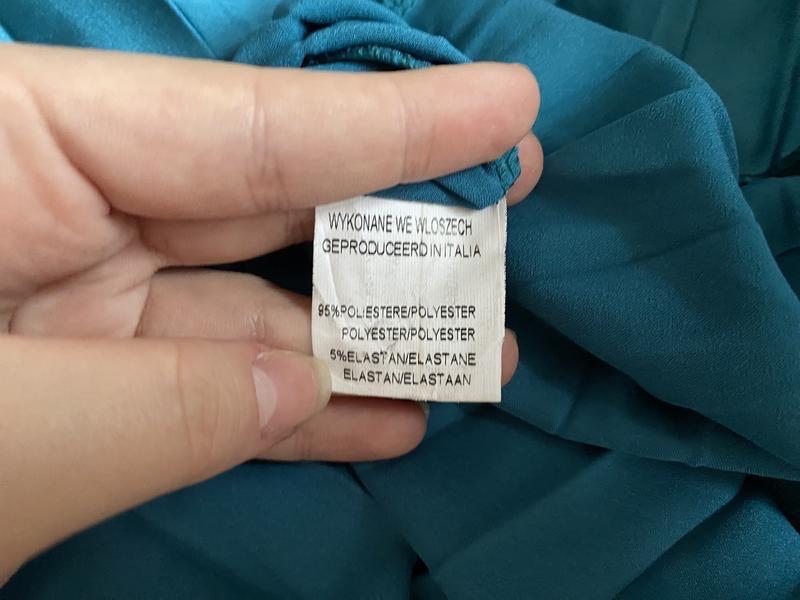 WYKONANE WE WLOSZECH
GEPRODUCEERD IN ITALIA
95%POLIESTERE/POLYESTER
POLYESTER/POLYESTER
5%ELASTAN/ELASTANE
ELASTAN/ELASTAAN